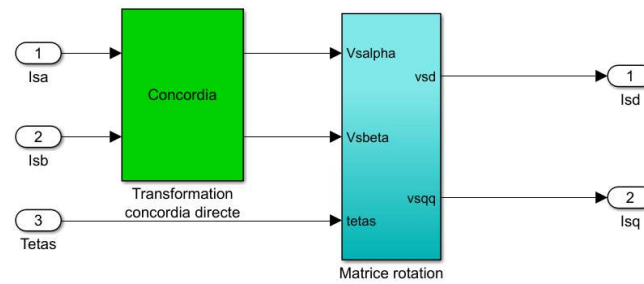 1
Isa
2
Isb
3
Tetas
Concordia
Transformation
concordia directe
Vsalpha
Vsbeta
tetas
vsd
vsqq
Matrice rotation
1
Isd
2
Isq